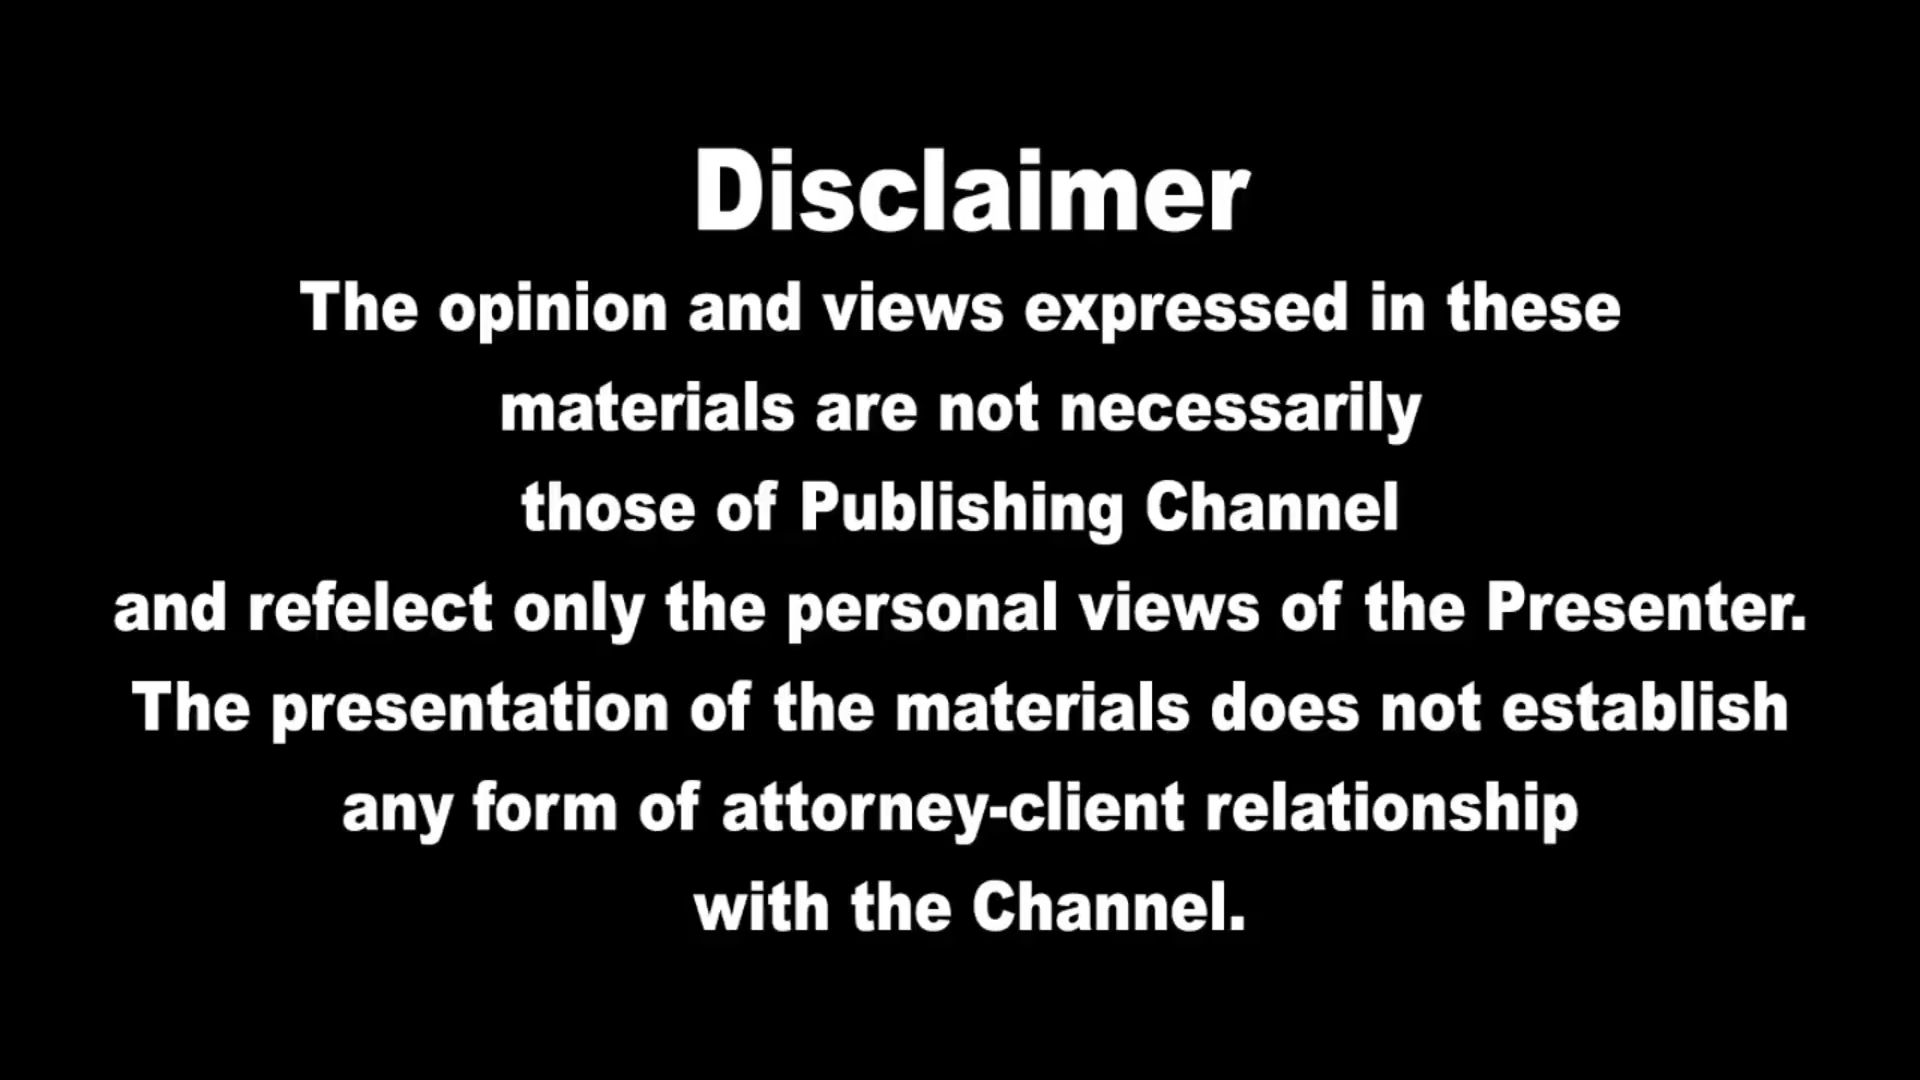 Disclaimer
The opinion and views expressed in these
materials are not necessarily
those of Publishing Channel
and refelect only the personal views of the Presenter.
The presentation of the materials does not establish
any form of attorney-client relationship
with the Channel.